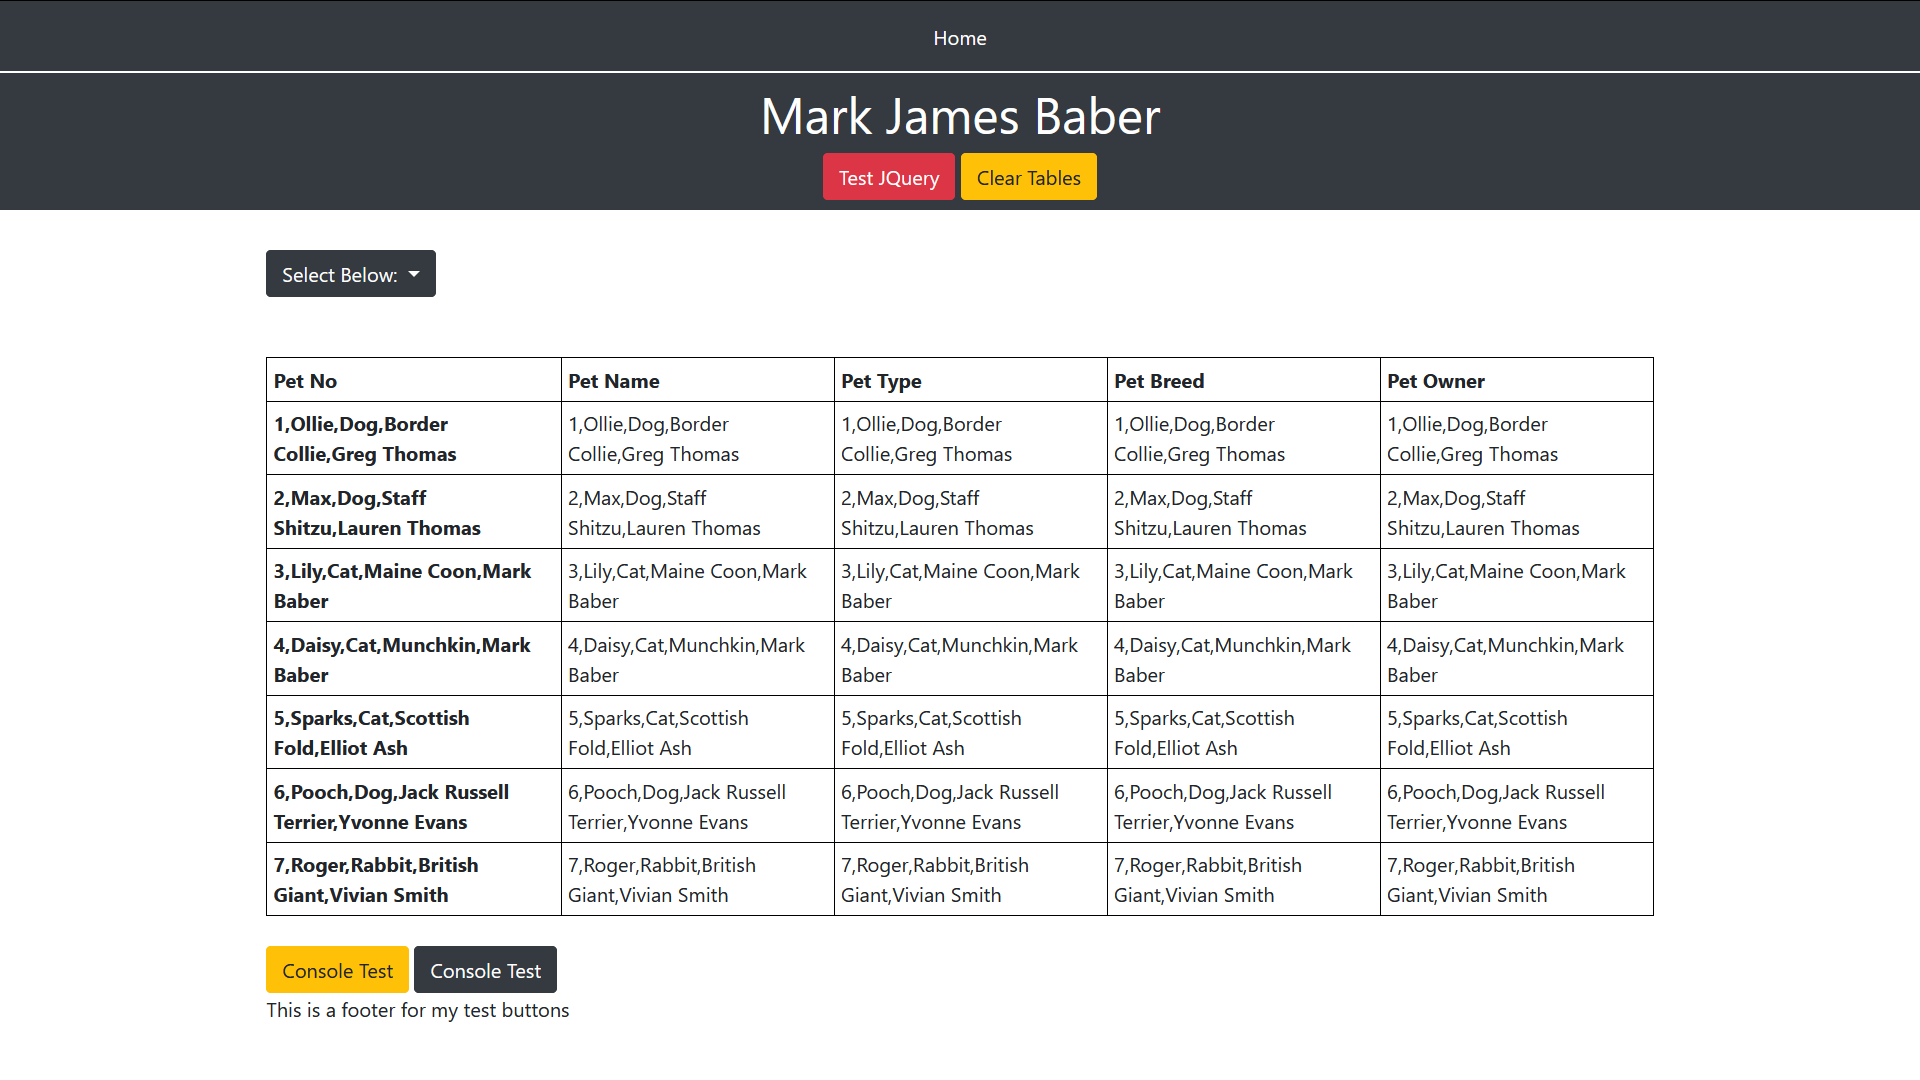 Home
Mark James Baber
Test JQuery Clear Tables
Select Below:
Pet No Pet Name Pet Type Pet Breed Pet Owner
1,Ollie,Dog,Border 1,Ollie,Dog,Border 1,Ollie,Dog,Border 1,Ollie,Dog,Border 1,Ollie,Dog,Border
Collie,Greg Thomas Collie,Greg Thomas Collie,Greg Thomas Collie,Greg Thomas Collie,Greg Thomas
2,Max,Dog,Staff 2,Max,Dog,Staff 2,Max,Dog,Staff 2,Max,Dog,Staff 2,Max,Dog,Staff
Shitzu,Lauren Thomas Shitzu,Lauren Thomas Shitzu,Lauren Thomas Shitzu,Lauren Thomas Shitzu,Lauren Thomas
3,Lily,Cat,Maine Coon,Mark 3,Lily,Cat,Maine Coon,Mark 3,Lily,Cat,Maine Coon,Mark 3,Lily,Cat,Maine Coon,Mark 3,Lily,Cat,Maine Coon,Mark
Baber Baber Baber Baber Baber
4,Daisy,Cat,Munchkin,Mark 4,Daisy,Cat,Munchkin,Mark 4,Daisy,Cat,Munchkin,Mark 4,Daisy,Cat,Munchkin,Mark 4,Daisy,Cat,Munchkin,Mark
Baber Baber Baber Baber Baber
5,Sparks,Cat,Scottish 5,Sparks,Cat,Scottish 5,Sparks,Cat,Scottish 5,Sparks,Cat,Scottish 5,Sparks,Cat,Scottish
Fold,Elliot Ash Fold,Elliot Ash Fold,Elliot Ash Fold,Elliot Ash Fold,Elliot Ash
6,Pooch,Dog,Jack Russell 6,Pooch,Dog,Jack Russell 6,Pooch,Dog,Jack Russell 6,Pooch,Dog,Jack Russell 6,Pooch,Dog,Jack Russell
Terrier,Yvonne Evans Terrier,Yvonne Evans Terrier,Yvonne Evans Terrier,Yvonne Evans Terrier,Yvonne Evans
7,Roger,Rabbit,British 7,Roger,Rabbit,British 7,Roger,Rabbit,British 7,Roger,Rabbit,British 7,Roger,Rabbit,British
Giant,Vivian Smith Giant,Vivian Smith Giant,Vivian Smith Giant,Vivian Smith Giant,Vivian Smith
Console Test Console Test
This is a footer for my test buttons